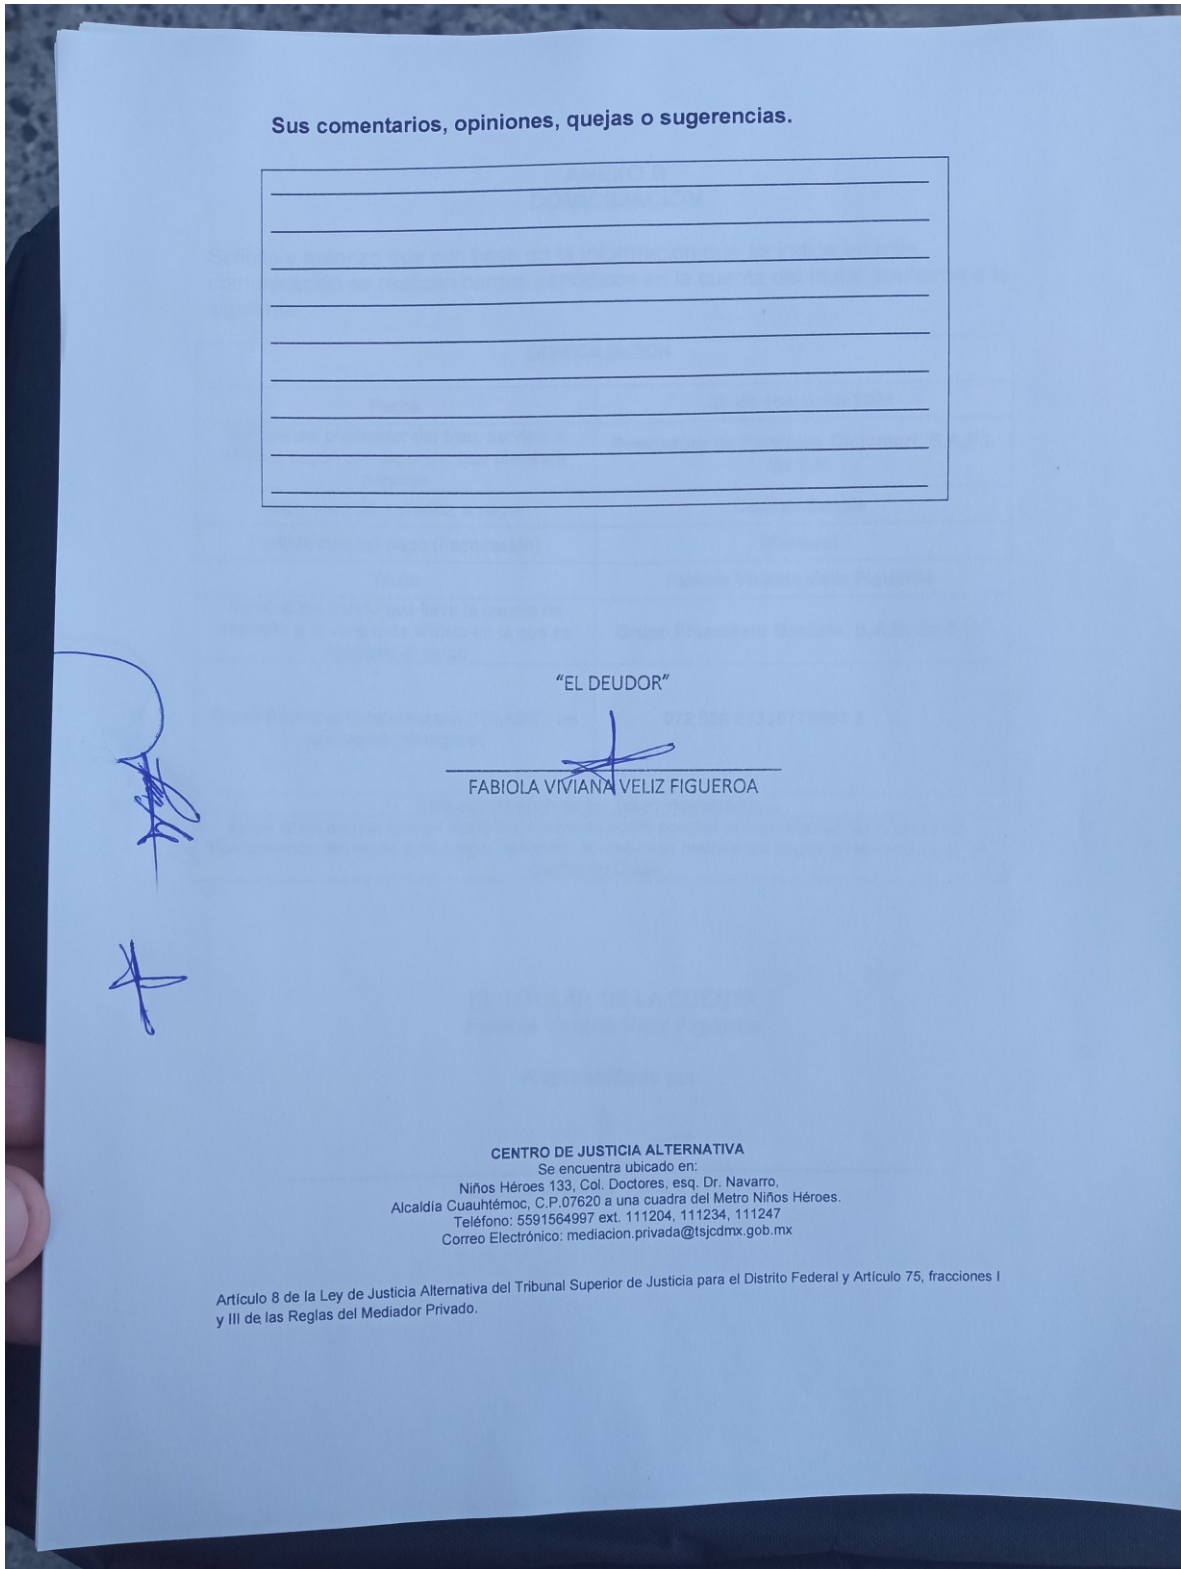 Sus comentarios, opiniones, quejas o sugerencias.
"EL DEUDOR"
FABIOLA VIVIANA VELIZ FIGUEROA
CENTRO DE JUSTICIA ALTERNATIVA
Se encuentra ubicado en:
Niños Héroes 133, Col. Doctores, esq. Dr. Navarro,
Alcaldía Cuauhtémoc, C.P.07620 a una cuadra del Metro Niños Héroes.
Teléfono: 5591564997 ext. 111204, 111234, 111247
Correo Electrónico: mediacion.privada@tsjcdmx.gob.mx
Artículo 8 de la Ley de Justicia Alternativa del Tribunal Superior de Justicia para el Distrito Federal y Artículo 75, fracciones I
y III de las Reglas del Mediador Privado.